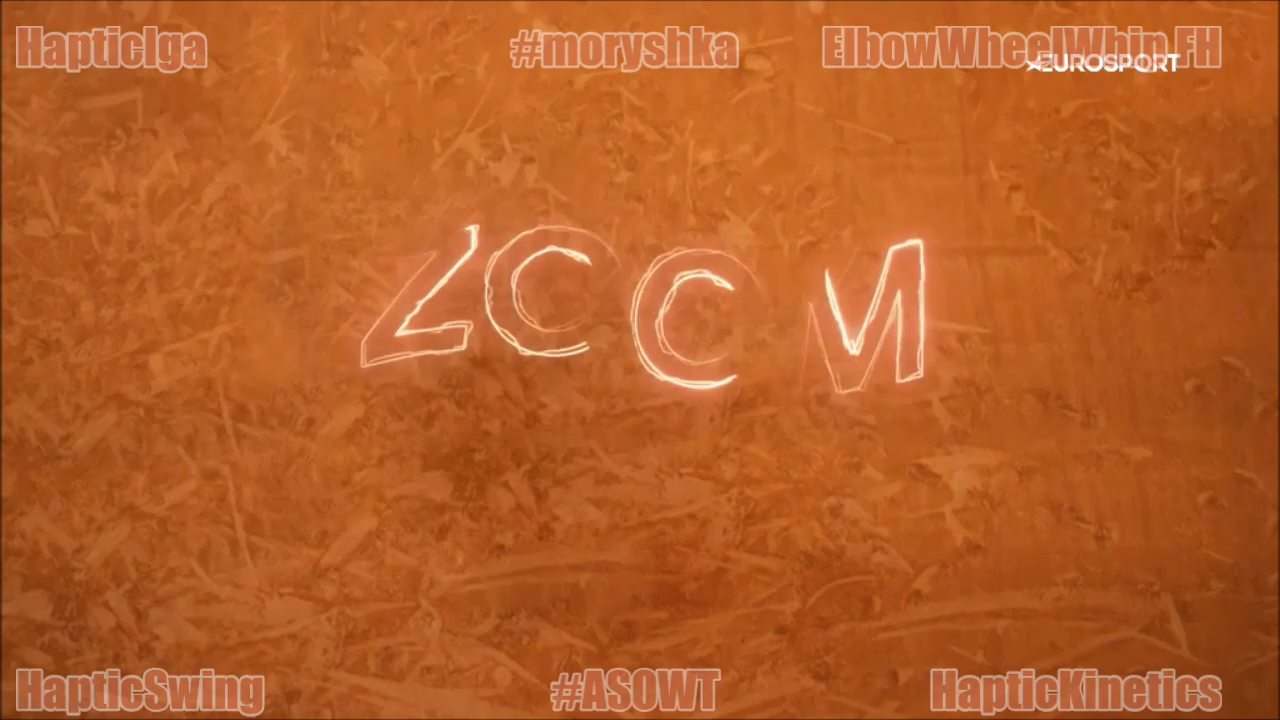 HapticIga #moryshka ElbowWheelWhip,FH
EUROSPORT
ZOOM
HapticSwing #ASOWT HapticKinetics